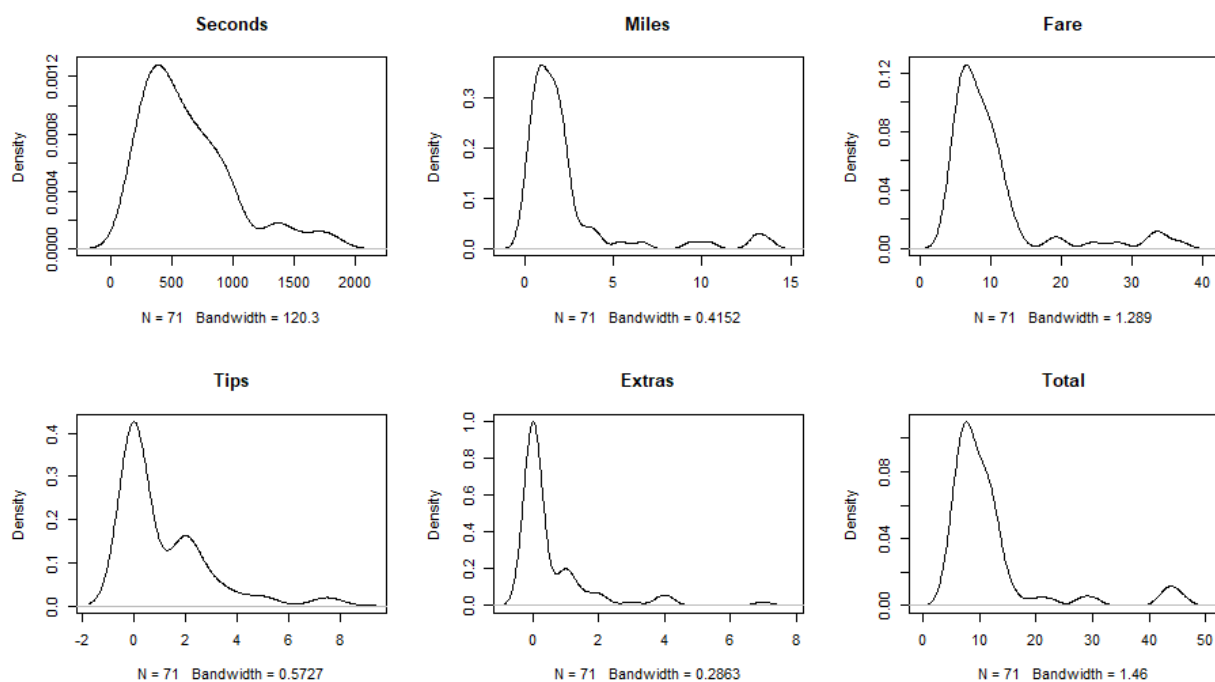 Seconds
Density
0.0000 0.0004 0.0008 0.0012
0 500 1000 1500 2000
N = 71 Bandwidth = 120.3
Miles
Density
0.0 0.1 0.2 0.3
0 5 10 15
N = 71 Bandwidth = 0.4152
Fare
Density
0.00 0.04 0.08 0.12
0 10 20 30 40
N = 71 Bandwidth = 1.289
Tips
Density
0.0 0.1 0.2 0.3 0.4
-2 0 2 4 6 8
N = 71 Bandwidth = 0.5727
Extras
Density
0.0 0.2 0.4 0.6 0.8 1.0
0 2 4 6 8
N = 71 Bandwidth = 0.2863
Total
Density
0.00 0.04 0.08
0 10 20 30 40 50
N = 71 Bandwidth = 1.46